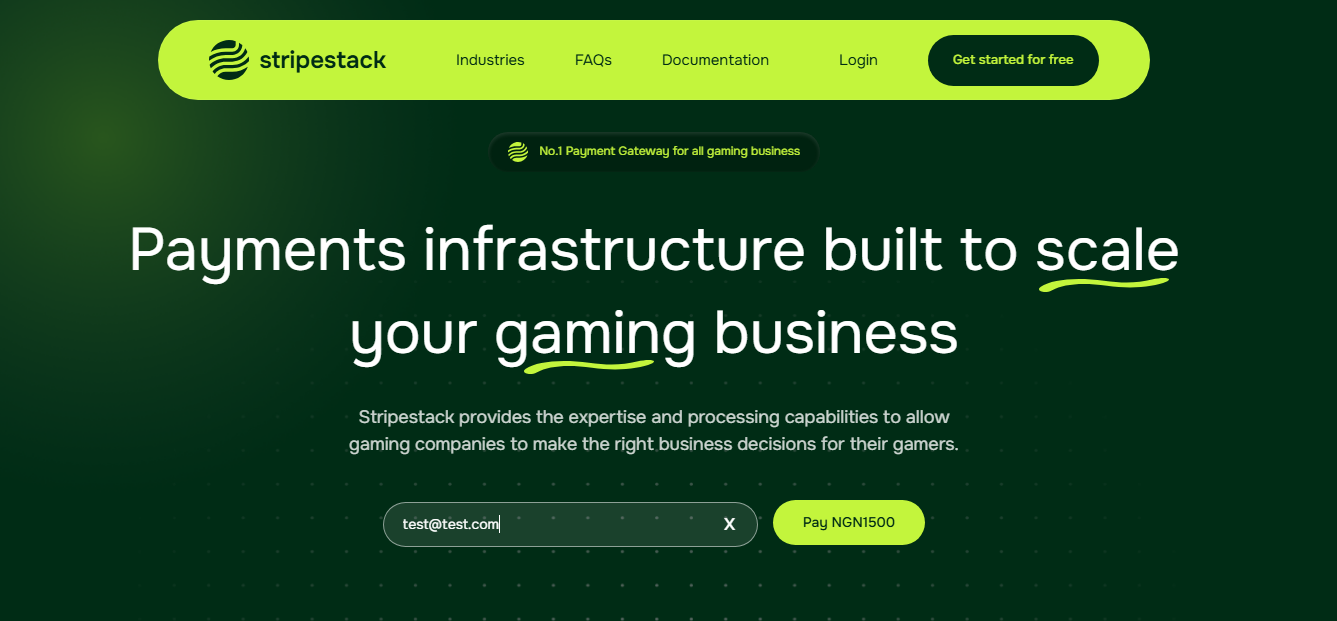 stripestack
Industries
FAQs
Documentation
Login
Get started for free
No.1 Payment Gateway for all gaming business
Payments infrastructure built to scale
your gaming business
Stripestack provides the expertise and processing capabilities to allow
gaming companies to make the right business decisions for their gamers.
test@test.com
X
Pay NGN1500